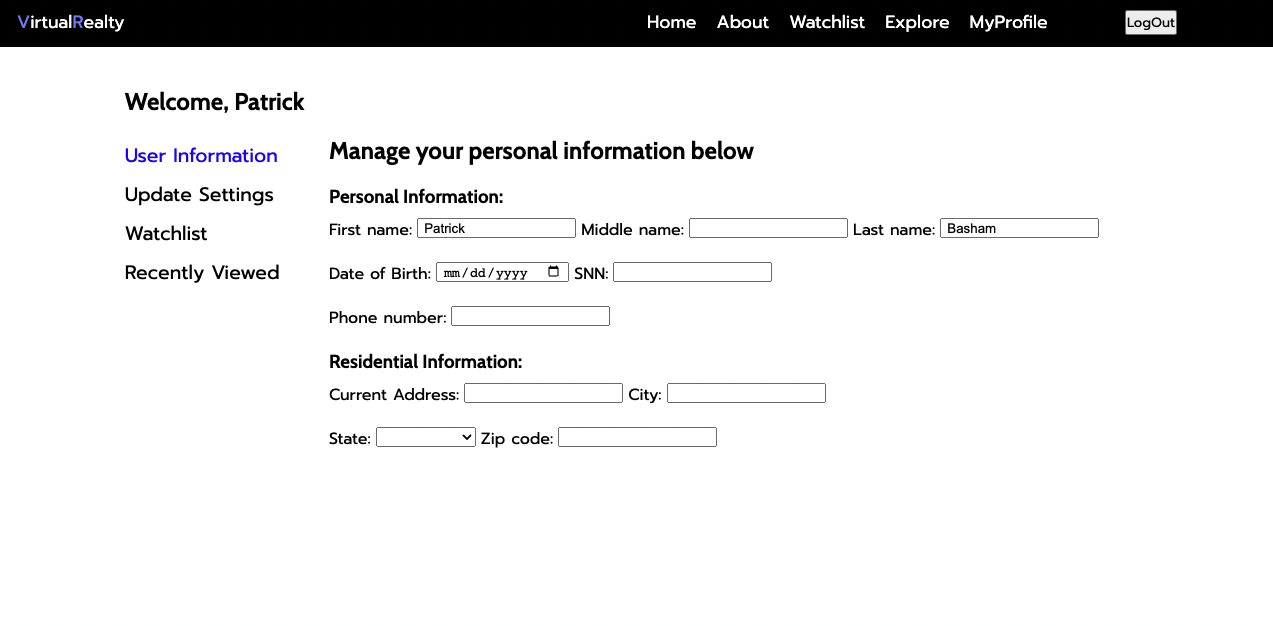 VirtualRealty Home About Watchlist Explore MyProfile LogOut
Welcome, Patrick
User Information
Update Settings
Watchlist
Recently Viewed
Manage your personal information below
Personal Information:
First name: Patrick Middle name: Last name: Basham
Date of Birth: mm/dd/yyyy SNN:
Phone number:
Residential Information:
Current Address: City:
State: Zip code: